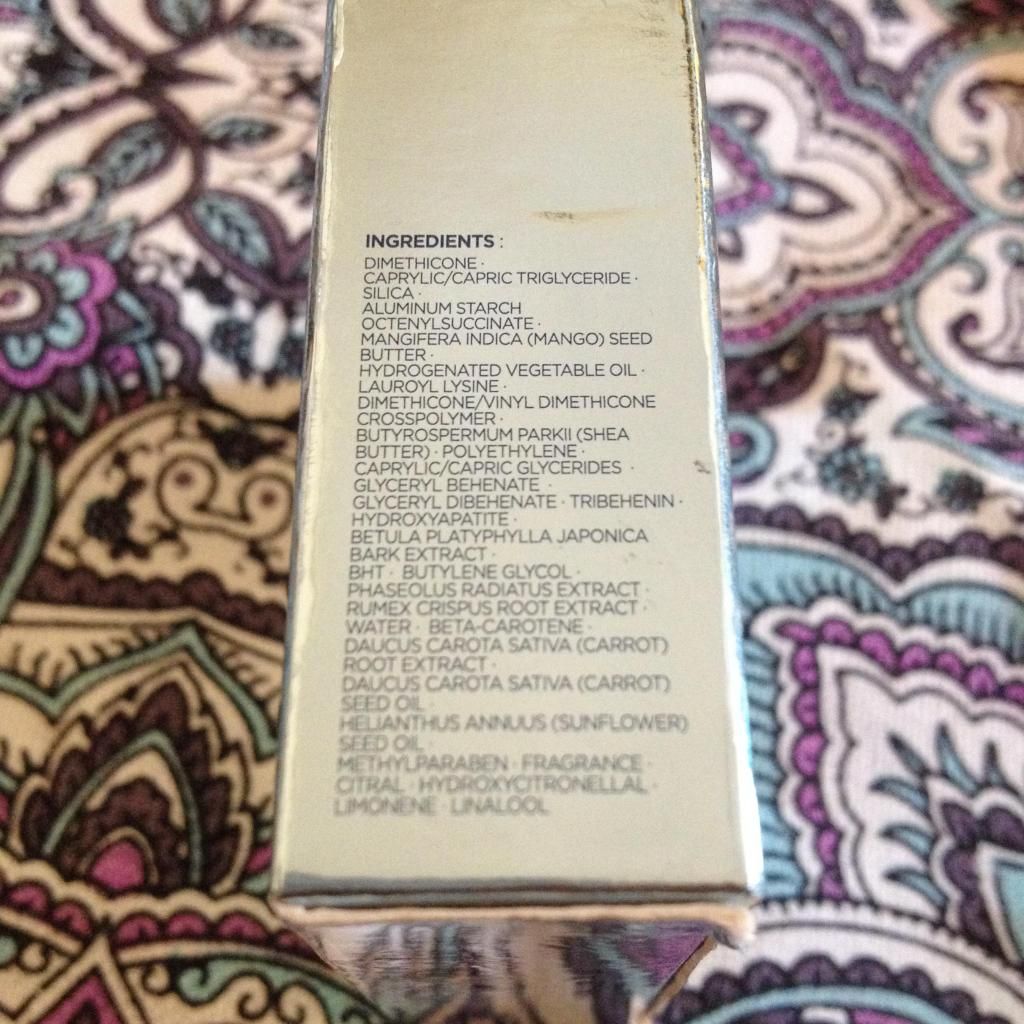 INGREDIENTS :
DIMETHICONE ·
CAPRYLIC/CAPRIC TRIGLYCERIDE ·
SILICA ·
ALUMINUM STARCH
OCTENYLSUCCINATE ·
MANGIFERA INDICA (MANGO) SEED
BUTTER ·
HYDROGENATED VEGETABLE OIL ·
LAUROYL LYSINE ·
DIMETHICONE/VINYL DIMETHICONE
CROSSPOLYMER ·
BUTYROSPERMUM PARKII (SHEA
BUTTER) · POLYETHYLENE ·
CAPRYLIC/CAPRIC GLYCERIDES ·
GLYCERYL BEHENATE ·
GLYCERYL DIBEHENATE · TRIBEHENIN ·
HYDROXYAPATITE ·
BETULA PLATYPHYLLA JAPONICA
BARK EXTRACT ·
BHT · BUTYLENE GLYCOL ·
PHASEOLUS RADIATUS EXTRACT ·
RUMEX CRISPUS ROOT EXTRACT ·
WATER · BETA-CAROTENE ·
DAUCUS CAROTA SATIVA (CARROT)
ROOT EXTRACT ·
DAUCUS CAROTA SATIVA (CARROT)
SEED OIL ·
HELIANTHUS ANNUUS (SUNFLOWER)
SEED OIL ·
METHYLPARABEN · FRAGRANCE ·
CITRAL · HYDROXYCITRONELLAL ·
LIMONENE · LINALOOL